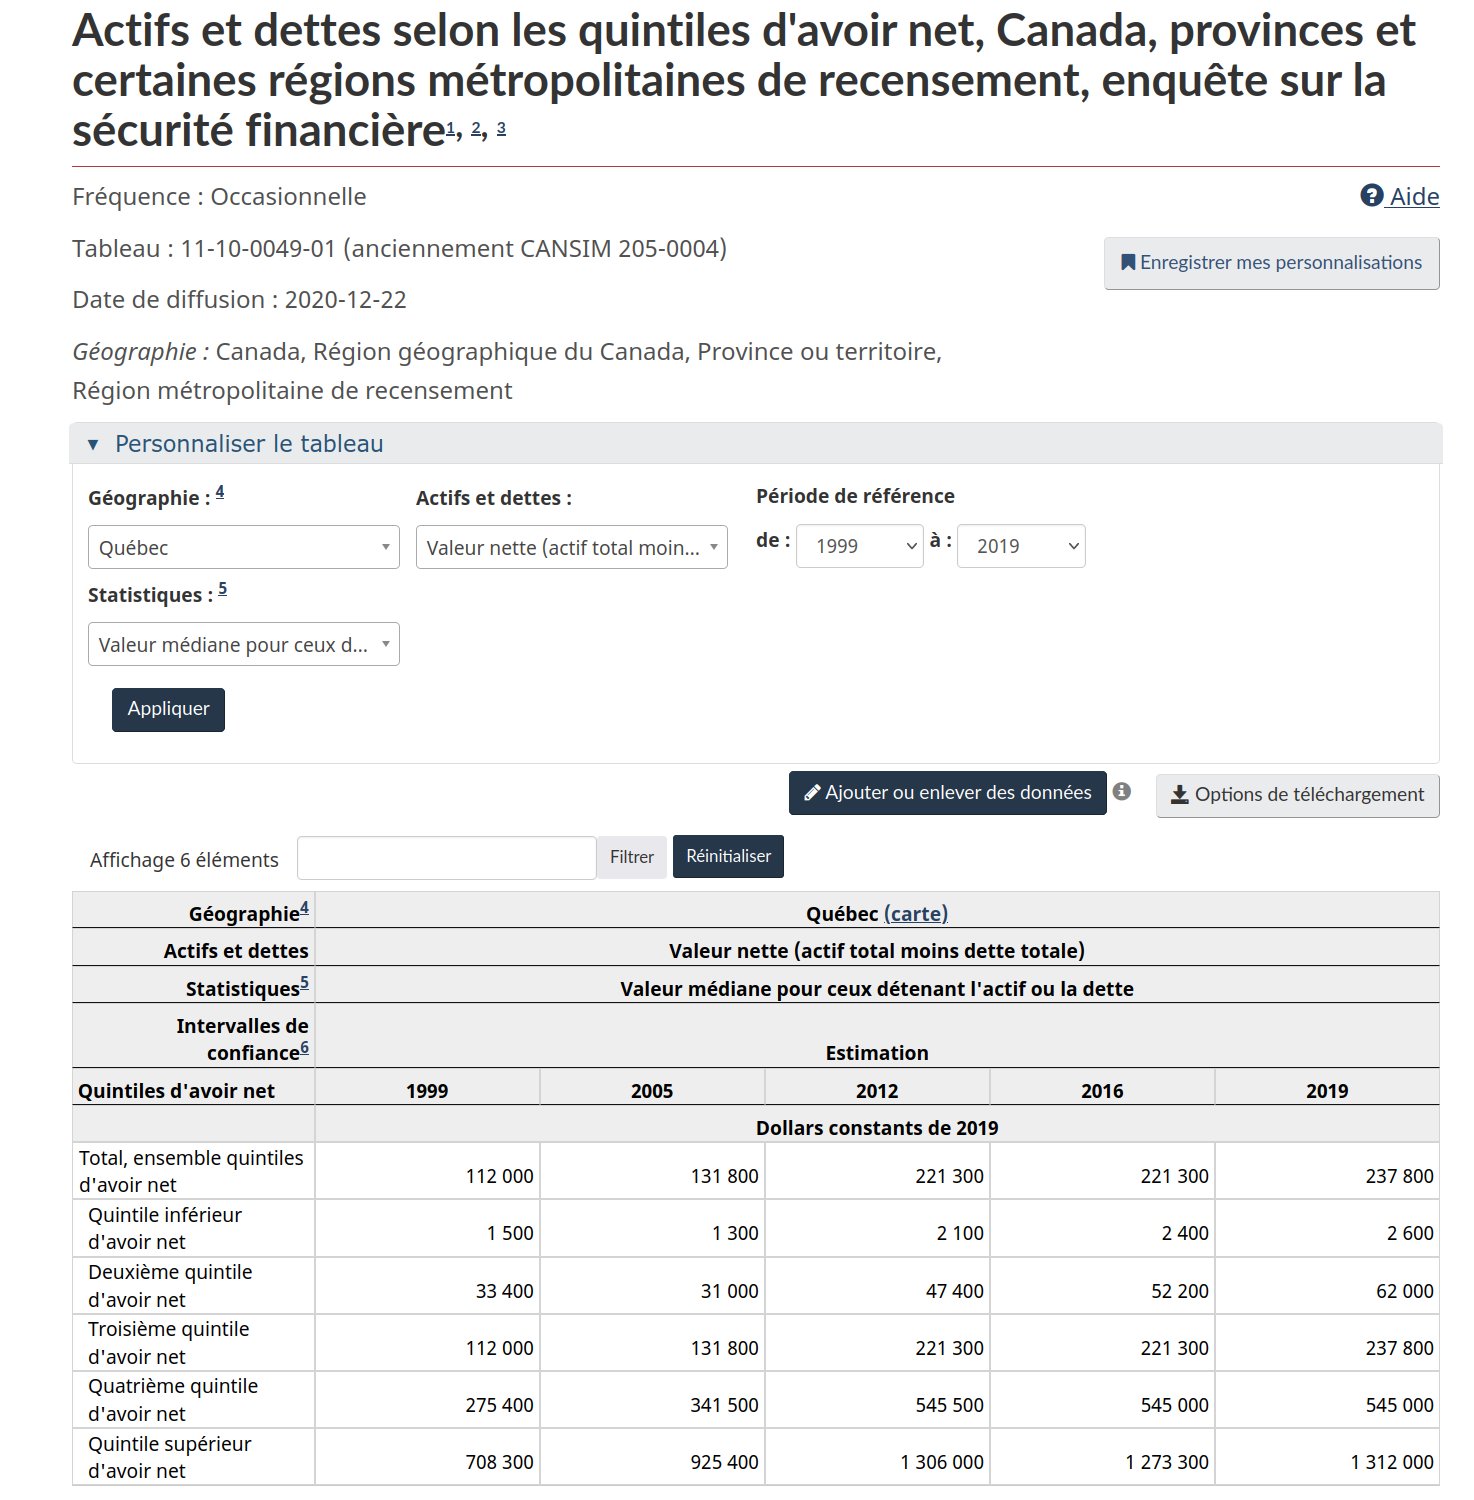 Actifs et dettes selon les quintiles d'avoir net, Canada, provinces et
certaines régions métropolitaines de recensement, enquête sur la
sécurité financière1, 2, 3
Fréquence : Occasionnelle
Aide
Tableau : 11-10-0049-01 (anciennement CANSIM 205-0004)
Enregistrer mes personnalisations
Date de diffusion : 2020-12-22
Géographie : Canada, Région géographique du Canada, Province ou territoire,
Région métropolitaine de recensement
Personnaliser le tableau
Géographie : 4
Actifs et dettes :
Période de référence
Québec
Valeur nette (actif total moin...
de : 1999 à : 2019
Statistiques : 5
Valeur médiane pour ceux d...
Appliquer
Ajouter ou enlever des données
Options de téléchargement
Affichage 6 éléments
Filtrer
Réinitialiser
Géographie4 Québec (carte)
Actifs et dettes Valeur nette (actif total moins dette totale)
Statistiques5 Valeur médiane pour ceux détenant l'actif ou la dette
Intervalles de
confiance6 Estimation
Quintiles d'avoir net 1999 2005 2012 2016 2019
Dollars constants de 2019
Total, ensemble quintiles
d'avoir net 112 000 131 800 221 300 221 300 237 800
Quintile inférieur
d'avoir net 1 500 1 300 2 100 2 400 2 600
Deuxième quintile
d'avoir net 33 400 31 000 47 400 52 200 62 000
Troisième quintile
d'avoir net 112 000 131 800 221 300 221 300 237 800
Quatrième quintile
d'avoir net 275 400 341 500 545 500 545 000 545 000
Quintile supérieur
d'avoir net 708 300 925 400 1 306 000 1 273 300 1 312 000